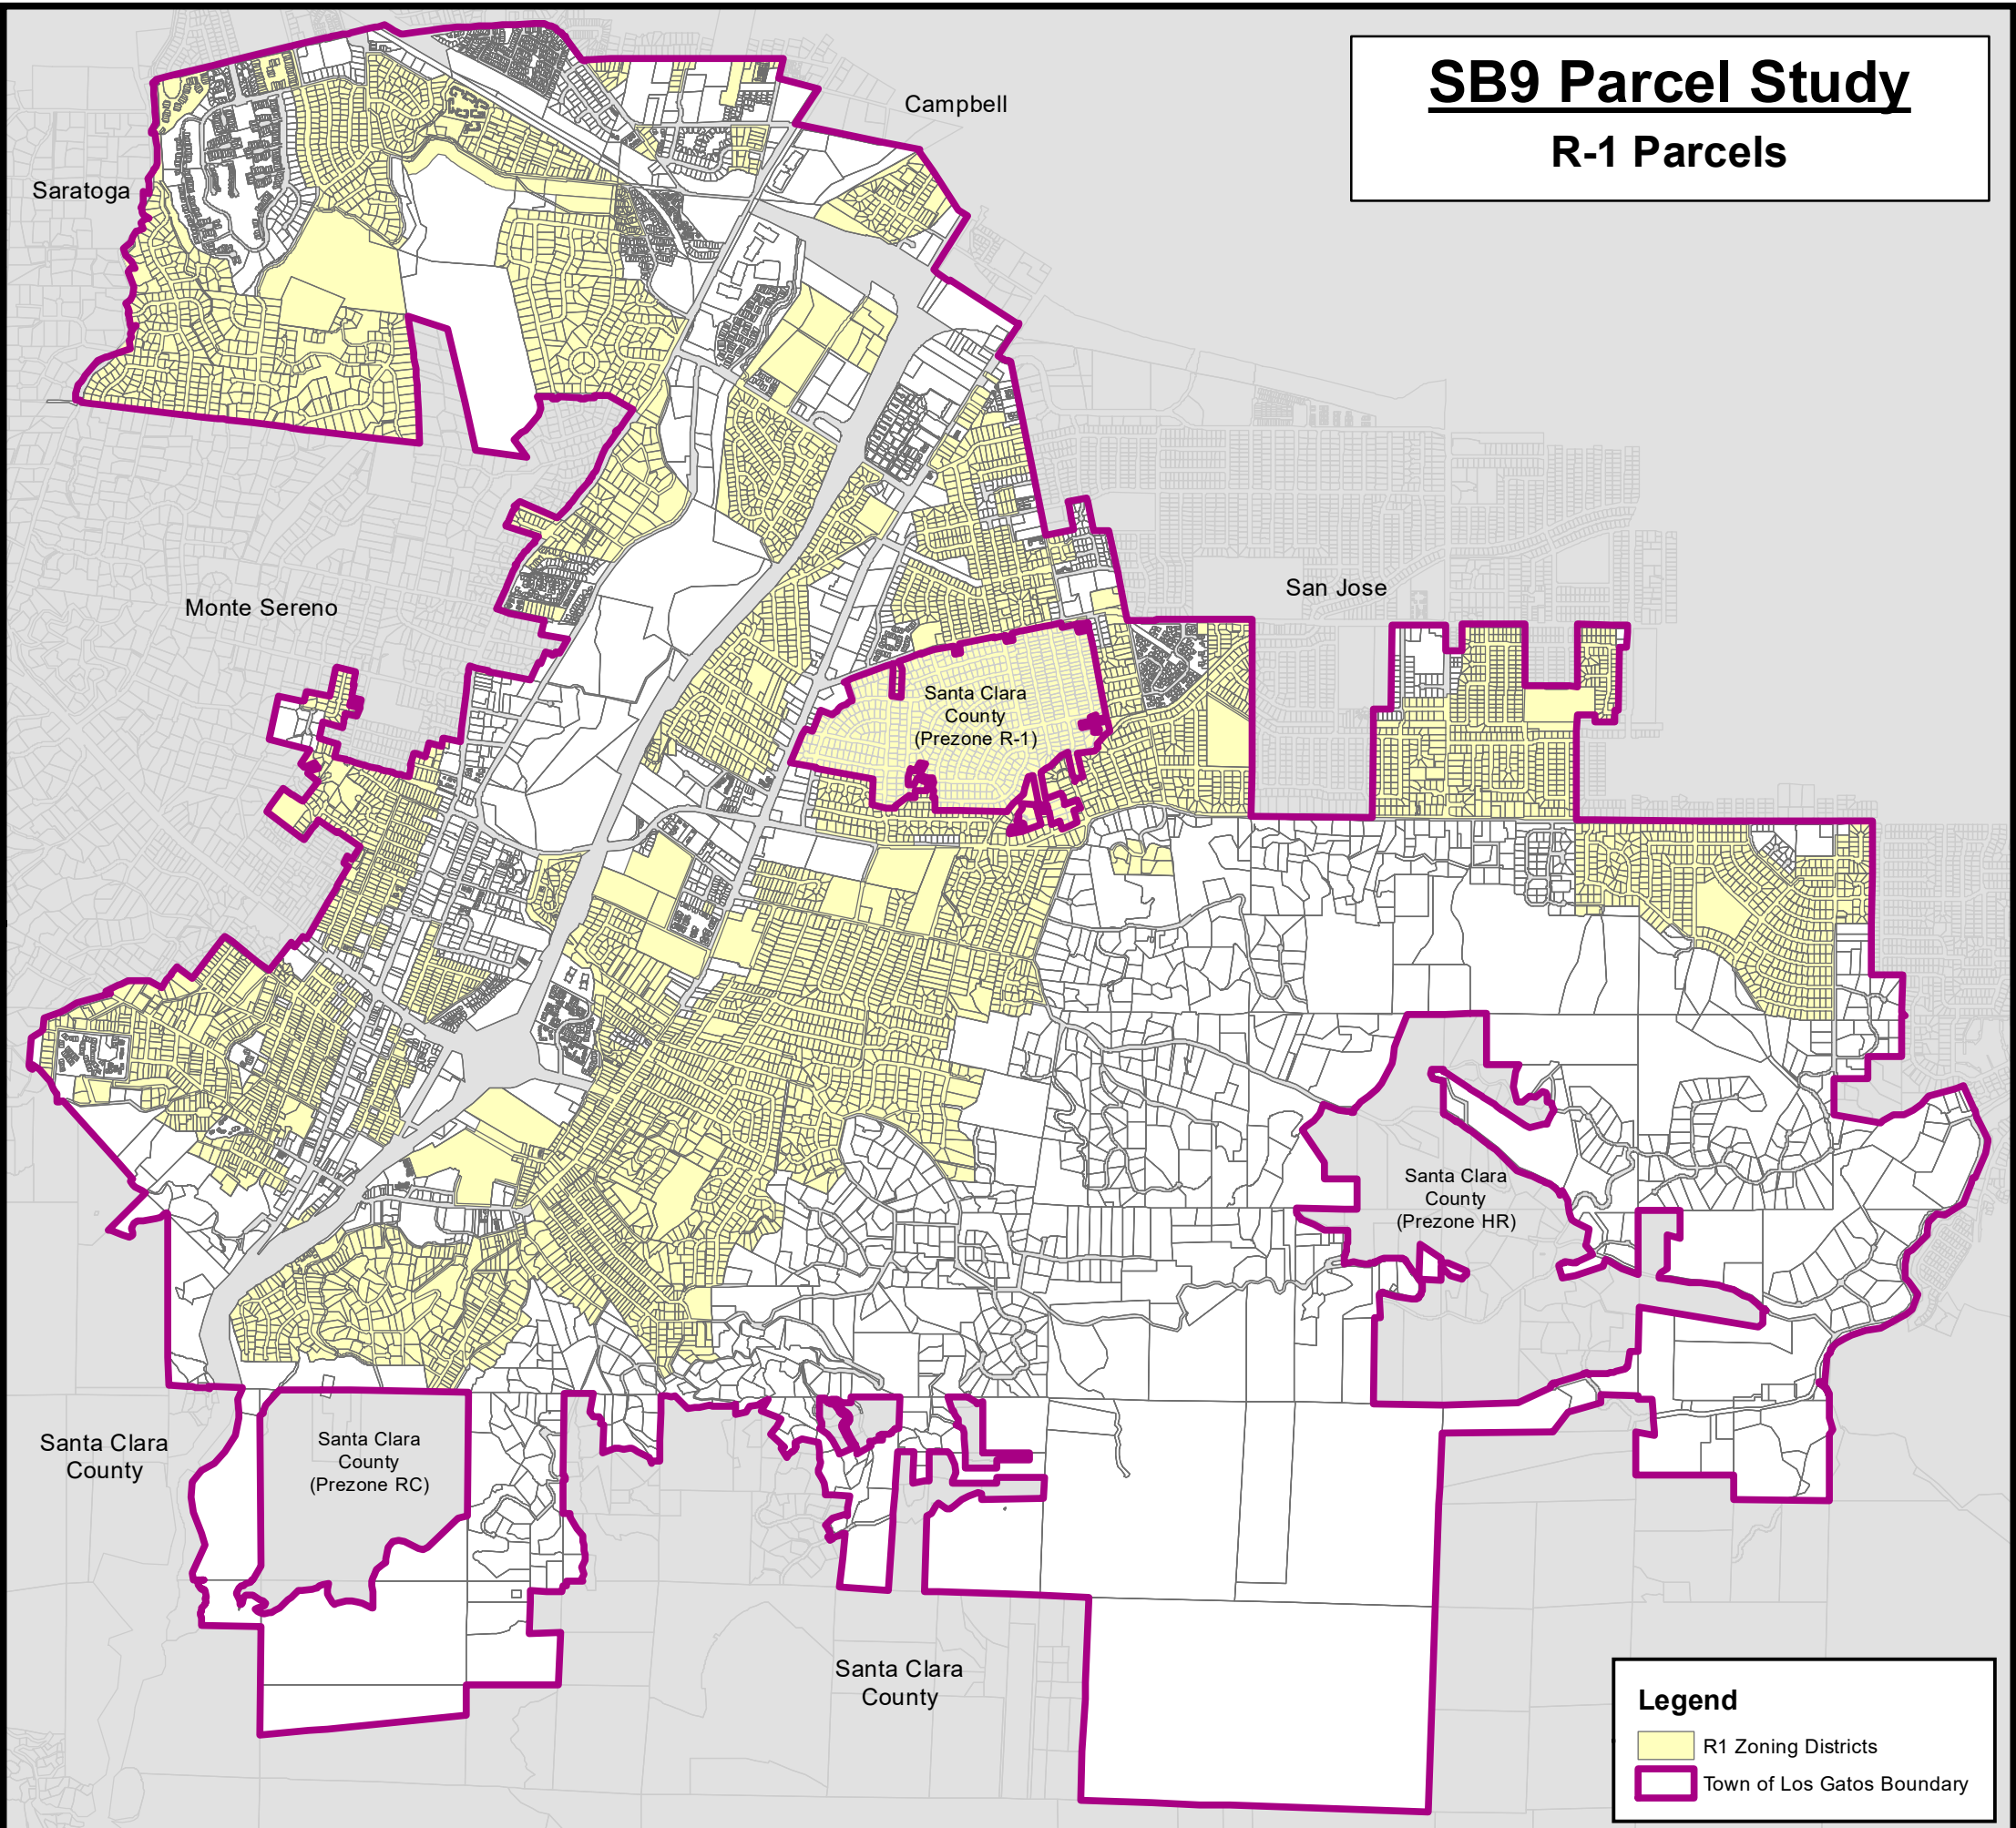 SB9 Parcel Study
R-1 Parcels
Campbell
Saratoga
San Jose
Monte Sereno
Santa Clara
County
(Prezone R-1)
Santa Clara
County
(Prezone HR)
Santa Clara
County
Santa Clara
County
(Prezone RC)
Santa Clara
County
Legend
R1 Zoning Districts
Town of Los Gatos Boundary